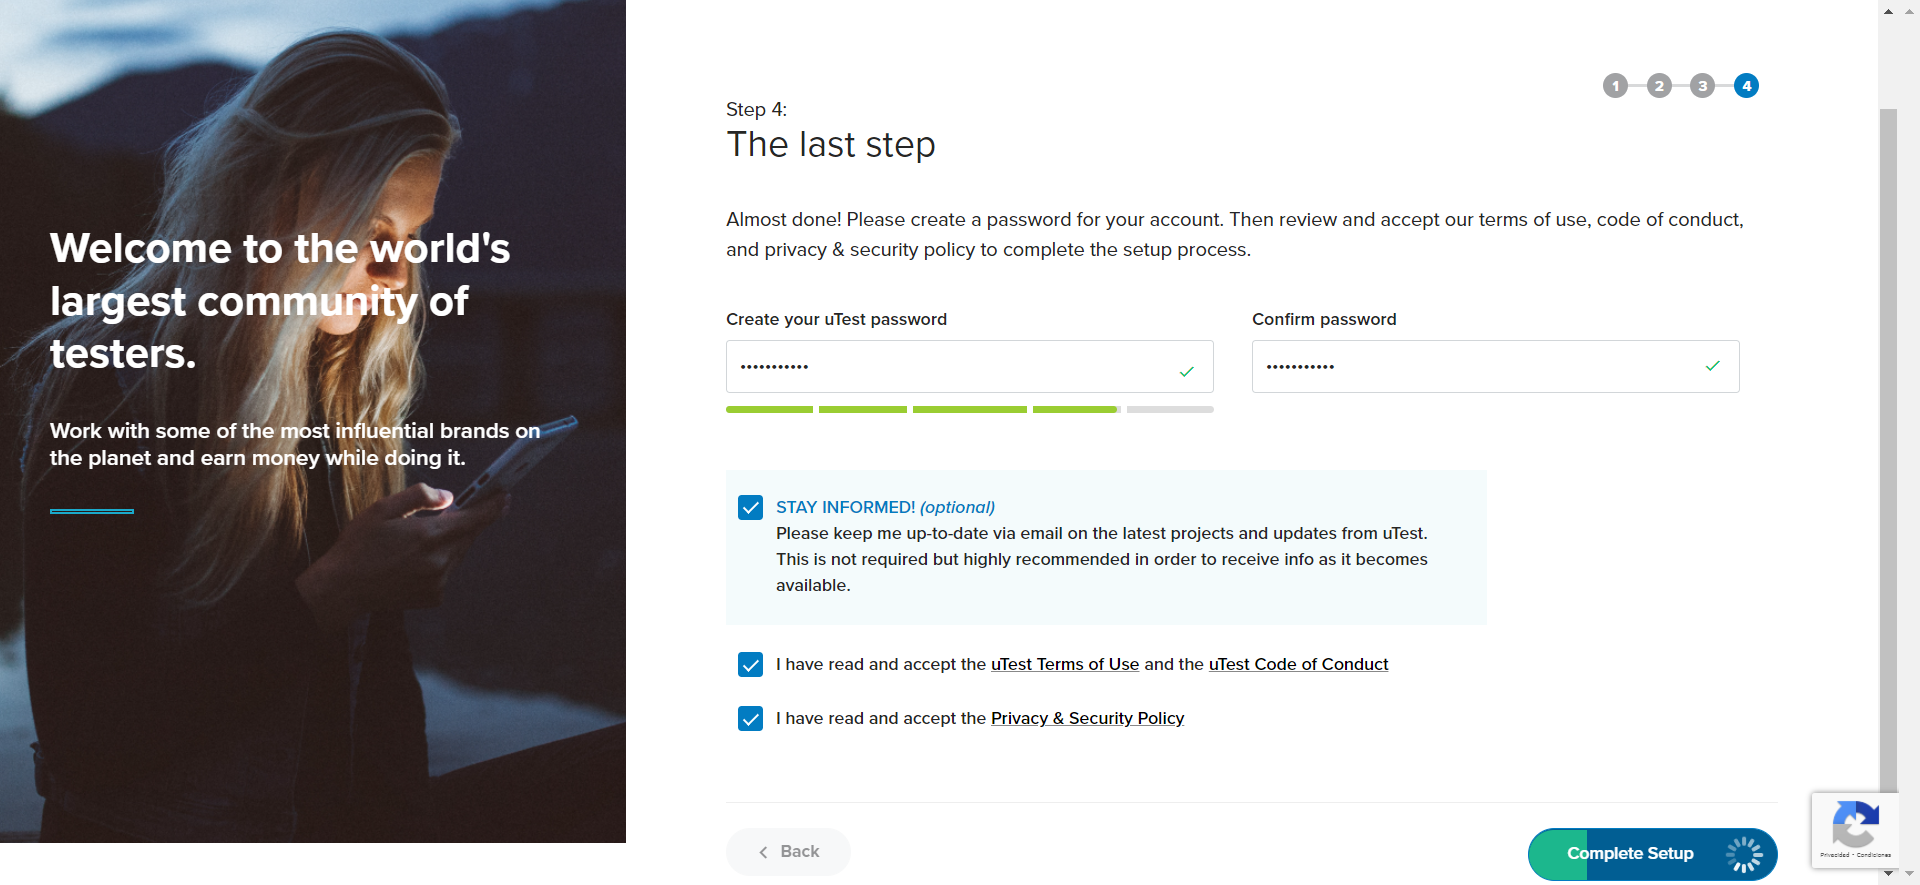 Welcome to the world's
largest community of
testers.
Work with some of the most influential brands on
the planet and earn money while doing it.
1 2 3 4
Step 4:
The last step
Almost done! Please create a password for your account. Then review and accept our terms of use, code of conduct,
and privacy & security policy to complete the setup process.
Create your uTest password
Confirm password
•••••••••••
•••••••••••
STAY INFORMED! (optional)
Please keep me up-to-date via email on the latest projects and updates from uTest.
This is not required but highly recommended in order to receive info as it becomes
available.
I have read and accept the uTest Terms of Use and the uTest Code of Conduct
I have read and accept the Privacy & Security Policy
Back
Complete Setup
Privacidad - Condiciones